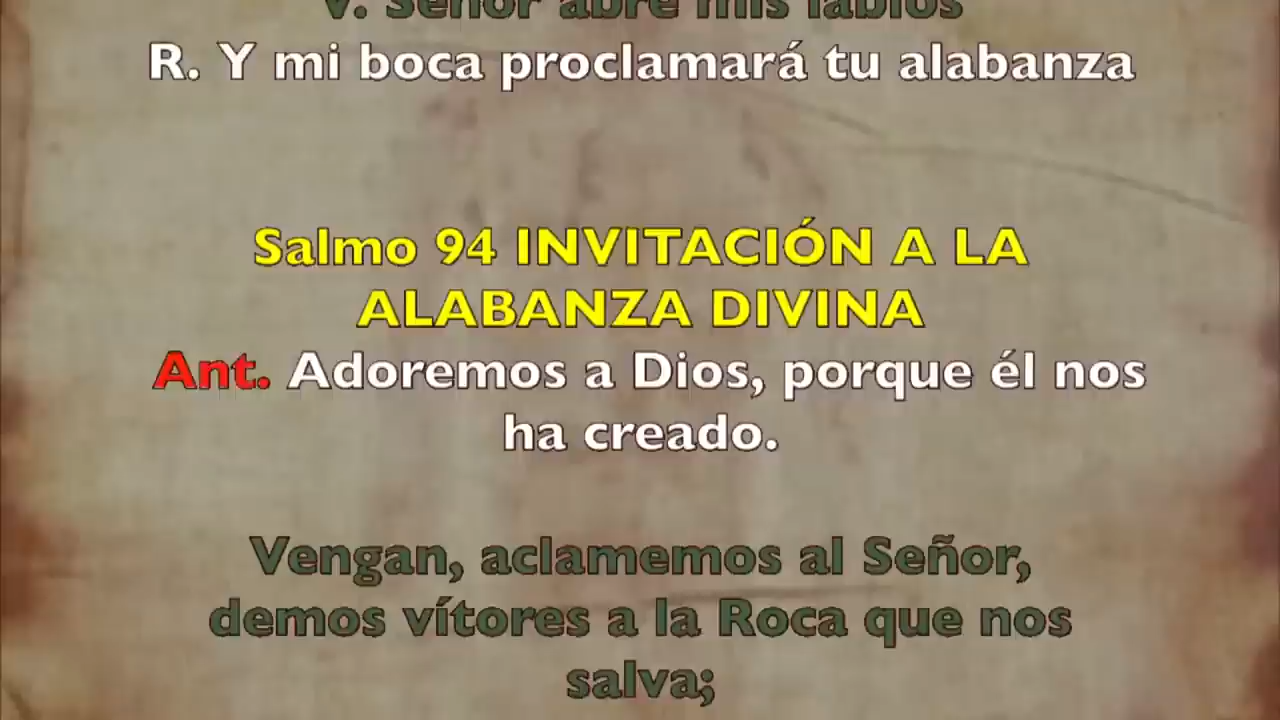 V. Señor abre mis labios
R. Y mi boca proclamará tu alabanza
Salmo 94 INVITACIÓN A LA
ALABANZA DIVINA
Ant. Adoremos a Dios, porque él nos
ha creado.
Vengan, aclamemos al Señor,
demos vítores a la Roca que nos
salva;